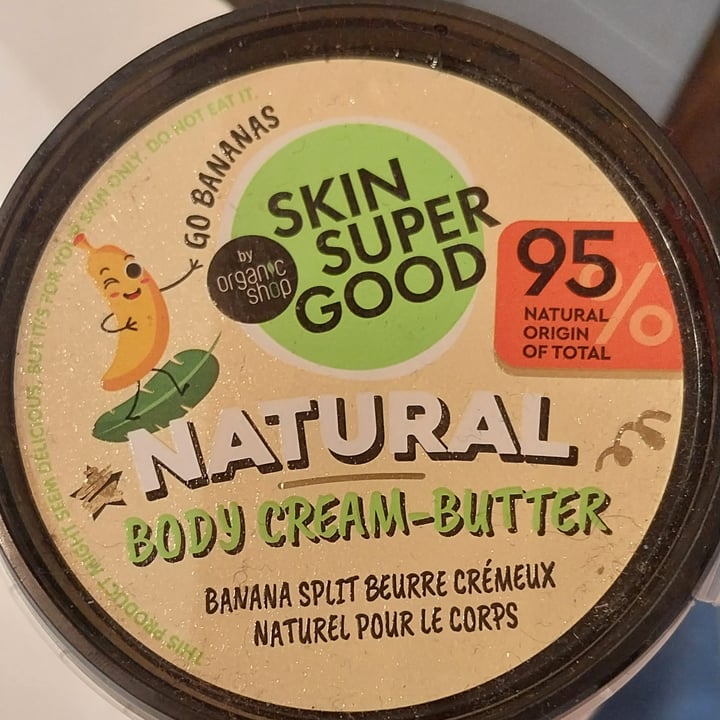 THIS PRODUCT MIGHT SEEM DELICIOUS, BUT IT'S FOR YOUR SKIN ONLY. DO NOT EAT IT.
GO BANANAS
SKIN
SUPER
GOOD
by
organic
shop
95%
NATURAL
ORIGIN
OF TOTAL
NATURAL
BODY CREAM-BUTTER
BANANA SPLIT BEURRE CRÉMEUX
NATUREL POUR LE CORPS